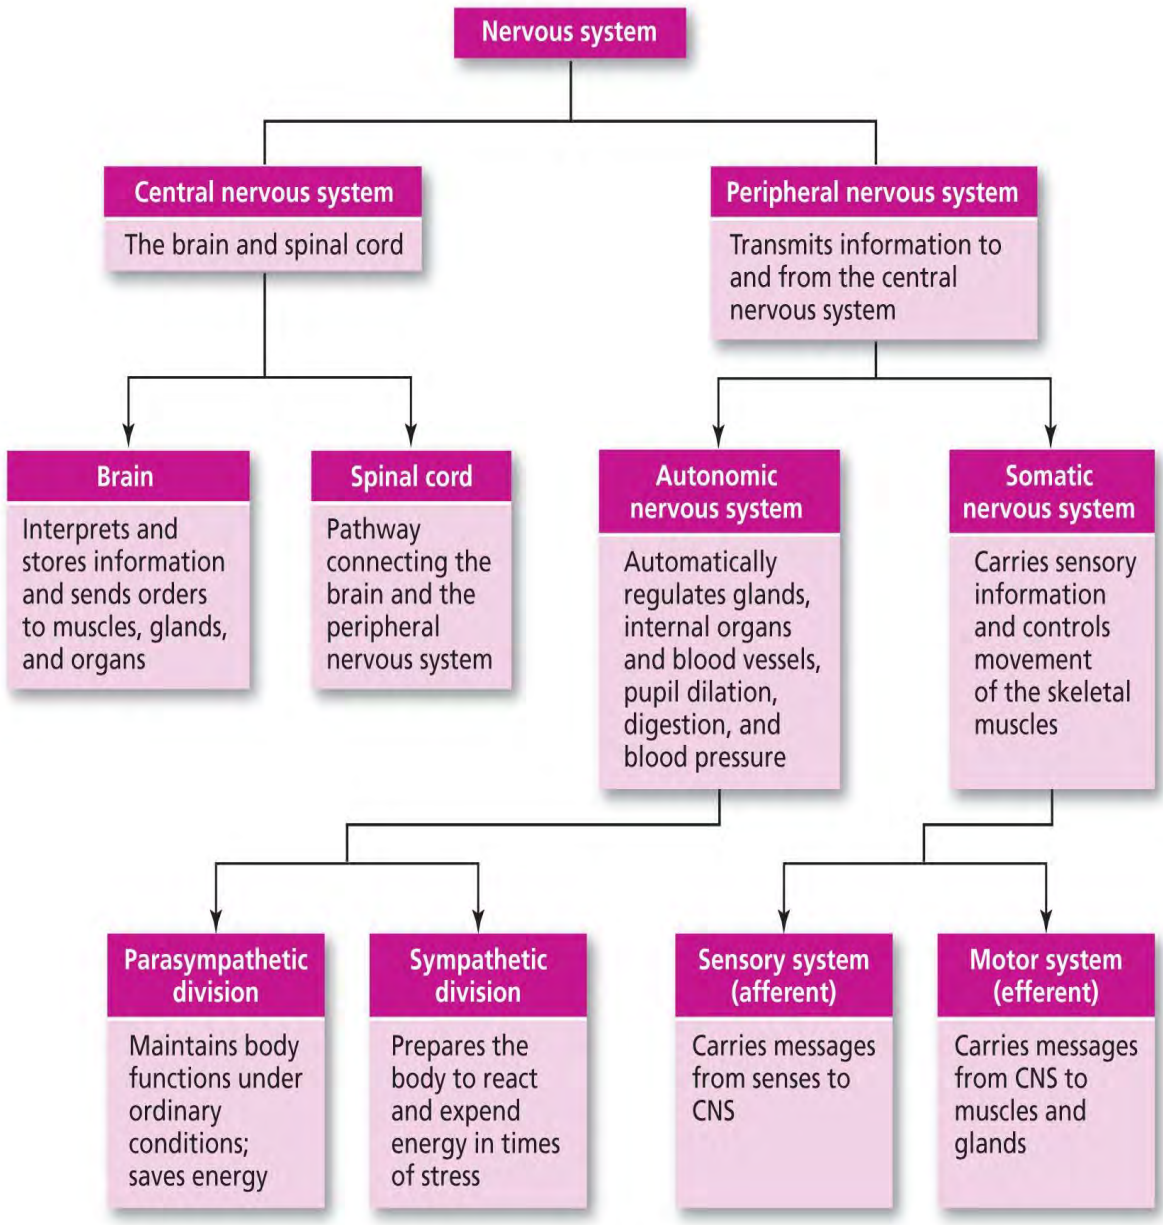 Nervous system
Central nervous system
The brain and spinal cord
Peripheral nervous system
Transmits information to
and from the central
nervous system
Brain
Interprets and
stores information
and sends orders
to muscles, glands,
and organs
Spinal cord
Pathway
connecting the
brain and the
peripheral
nervous system
Autonomic
nervous system
Automatically
regulates glands,
internal organs
and blood vessels,
pupil dilation,
digestion, and
blood pressure
Somatic
nervous system
Carries sensory
information
and controls
movement
of the skeletal
muscles
Parasympathetic
division
Maintains body
functions under
ordinary
conditions;
saves energy
Sympathetic
division
Prepares the
body to react
and expend
energy in times
of stress
Sensory system
(afferent)
Carries messages
from senses to
CNS
Motor system
(efferent)
Carries messages
from CNS to
muscles and
glands